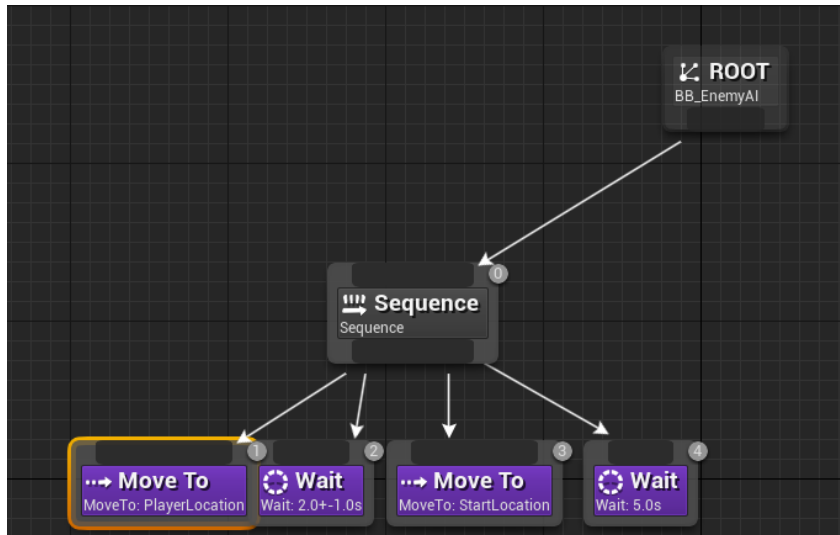 ROOT
BB_EnemyAI
0
Sequence
Sequence
1
2
3
4
Move To
Wait
Move To
Wait
MoveTo: PlayerLocation
Wait: 2.0+-1.0s
MoveTo: StartLocation
Wait: 5.0s